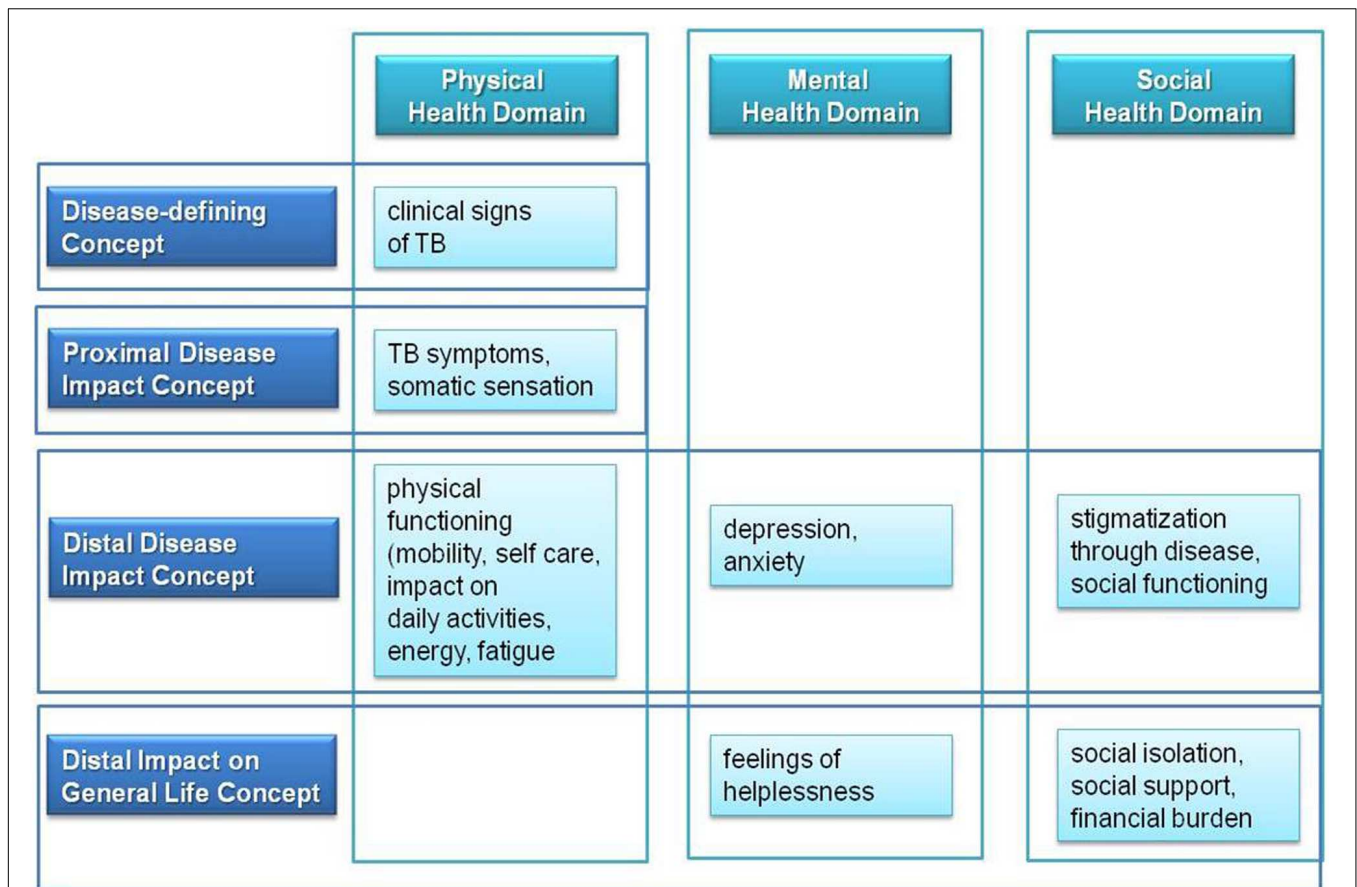 Physical
Health Domain
Mental
Health Domain
Social
Health Domain
Disease-defining
Concept
clinical signs
of TB
Proximal Disease
Impact Concept
TB symptoms,
somatic sensation
Distal Disease
Impact Concept
physical
functioning
(mobility, self care,
impact on
daily activities,
energy, fatigue
depression,
anxiety
stigmatization
through disease,
social functioning
Distal Impact on
General Life Concept
feelings of
helplessness
social isolation,
social support,
financial burden